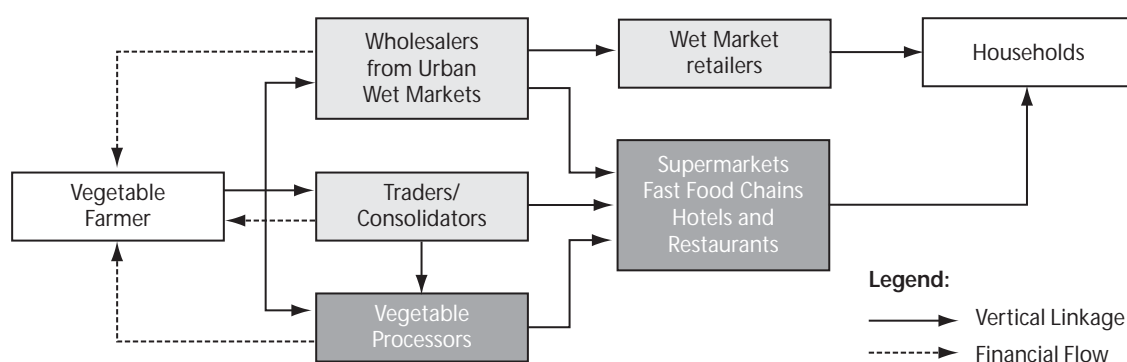 Wholesalers
from Urban
Wet Markets
Wet Market
retailers
Households
Vegetable
Farmer
Traders/
Consolidators
Supermarkets
Fast Food Chains
Hotels and
Restaurants
Vegetable
Processors
Legend:
Vertical Linkage
Financial Flow